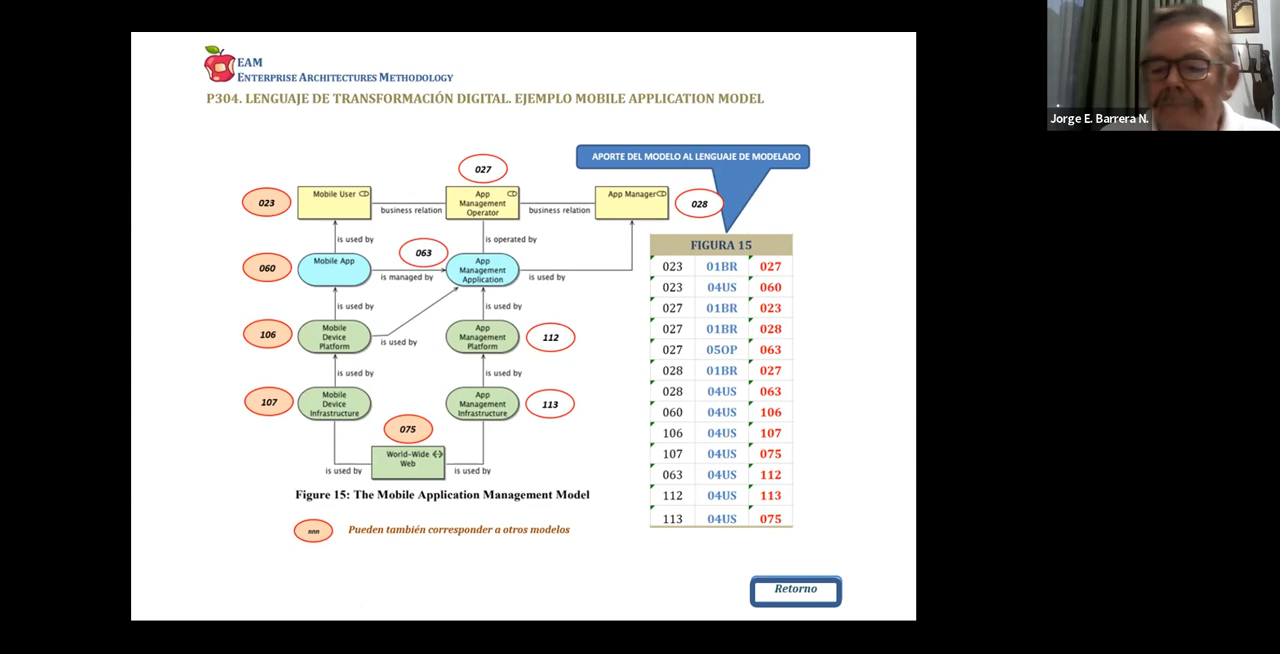 EAM
ENTERPRISE ARCHITECTURES METHODOLOGY
P304. LENGUAJE DE TRANSFORMACIÓN DIGITAL. EJEMPLO MOBILE APPLICATION MODEL
Jorge E. Barrera N.
APORTE DEL MODELO AL LENGUAJE DE MODELADO
027
023
Mobile User
business relation
App
Management
Operator
business relation
App Manager
028
is used by
063
is operated by
060
Mobile App
is managed by
App
Management
Application
is used by
is used by
is used by
106
Mobile
Device
Platform
is used by
App
Management
Platform
112
is used by
is used by
107
Mobile
Device
Infrastructure
App
Management
Infrastructure
113
075
World-Wide
Web
is used by
is used by
Figure 15: The Mobile Application Management Model
nnn
Pueden también corresponder a otros modelos
FIGURA 15
023 01BR 027
023 04US 060
027 01BR 023
027 01BR 028
027 05OP 063
028 01BR 027
028 04US 063
060 04US 106
106 04US 107
107 04US 075
063 04US 112
112 04US 113
113 04US 075
Retorno